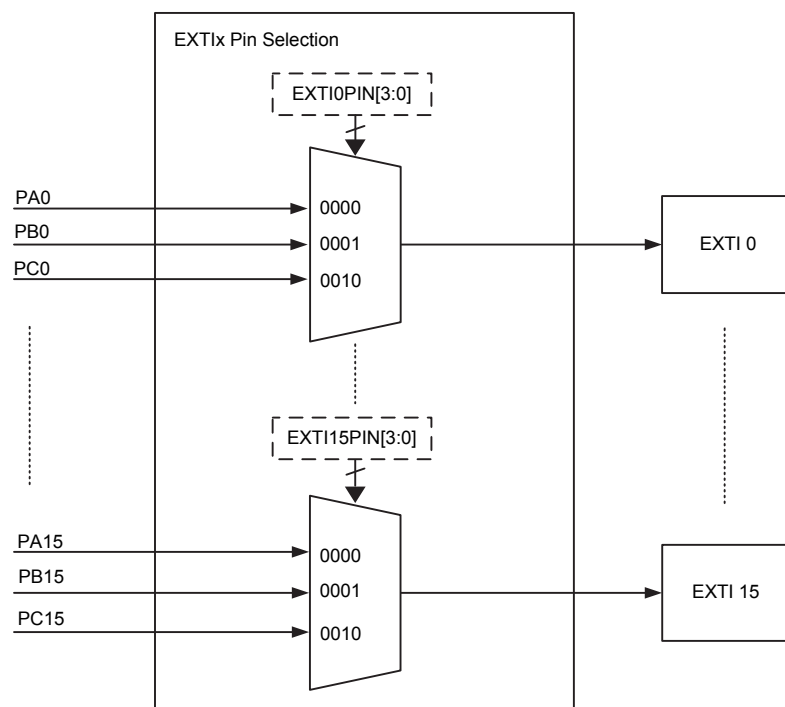 EXTIx Pin Selection
EXTI0PIN[3:0]
PA0
0000
PB0
0001
EXTI 0
PC0
0010
EXTI15PIN[3:0]
PA15
0000
PB15
0001
EXTI 15
PC15
0010